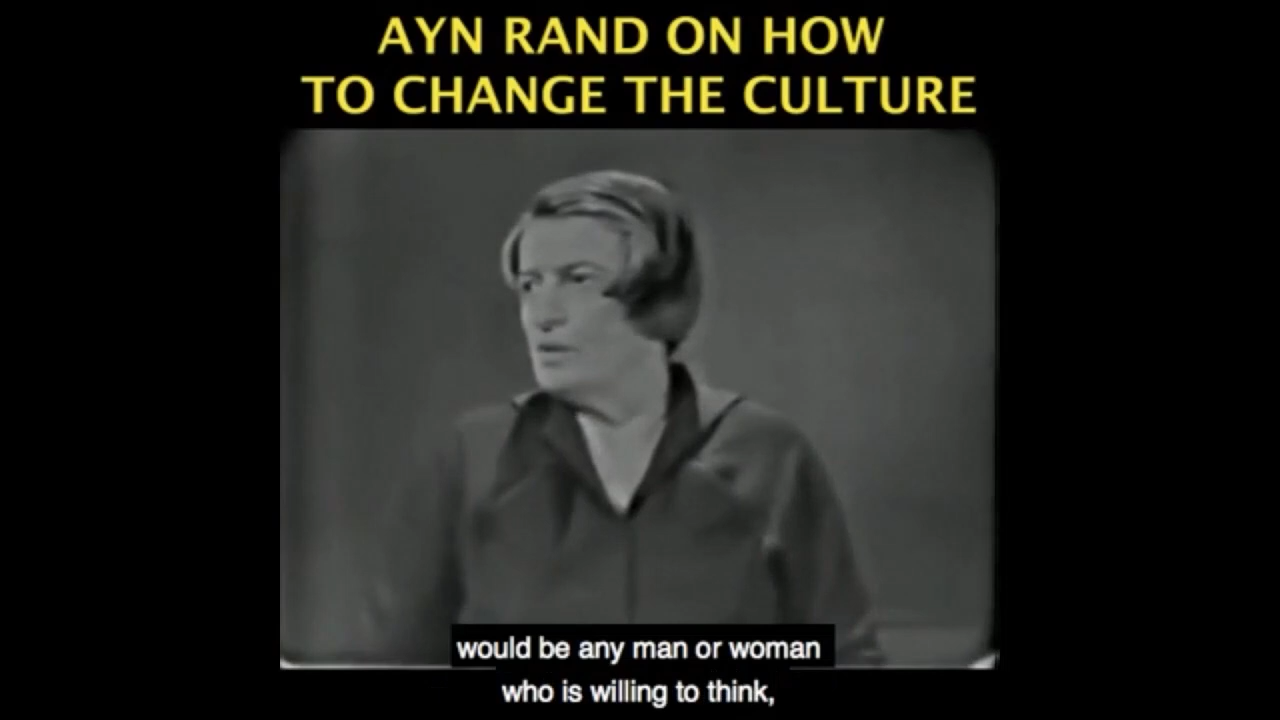 AYN RAND ON HOW
TO CHANGE THE CULTURE
would be any man or woman
who is willing to think,